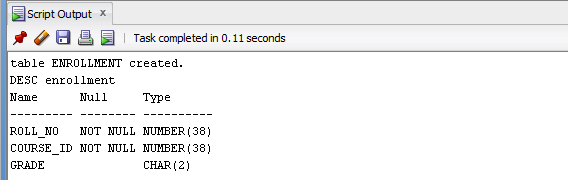 Script Output x
Task completed in 0.11 seconds
table ENROLLMENT created.
DESC enrollment
Name      Null     Type
--------- -------- ----------
ROLL_NO   NOT NULL NUMBER(38)
COURSE_ID NOT NULL NUMBER(38)
GRADE              CHAR(2)